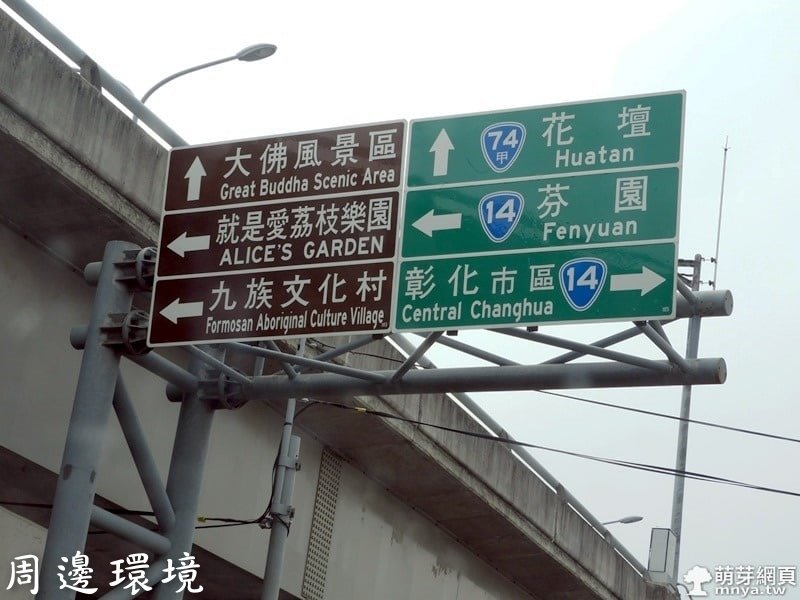 大佛風景區
Great Buddha Scenic Area
就是愛荔枝樂園
ALICE'S GARDEN
九族文化村
Formosan Aboriginal Culture Village
74
甲
花壇
Huatan
14
芬園
Fenyuan
彰化市區 14
Central Changhua
周邊環境
萌芽網頁
mnya.tw